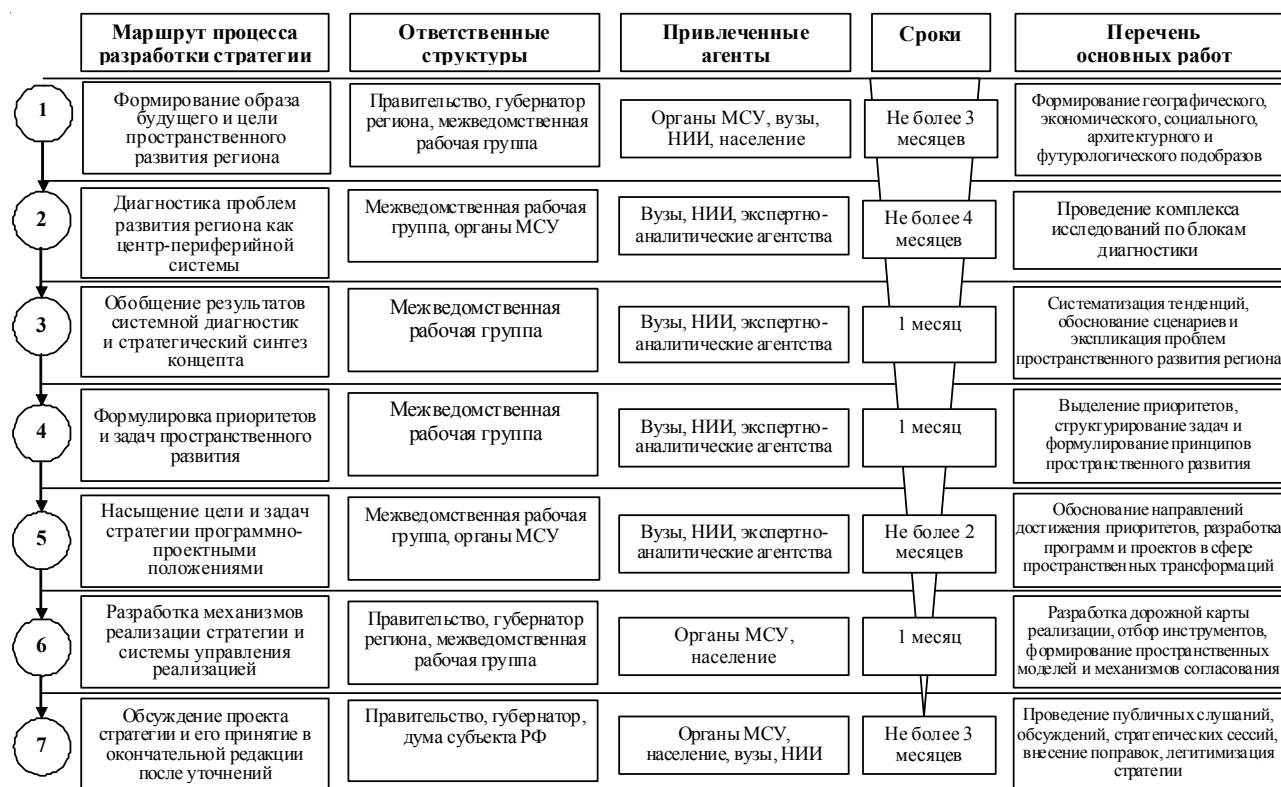 Маршрут процесса
разработки стратегии
Ответственные
структуры
Привлеченные
агенты
Сроки
Перечень
основных работ
1
Формирование образа
будущего и цели
пространственного
развития региона
Правительство, губернатор
региона, межведомственная
рабочая группа
Органы МСУ, вузы,
НИИ, население
Не более 3
месяцев
Формирование географического,
экономического, социального,
архитектурного и
футурологического подобразов
2
Диагностика проблем
развития региона как
центр-периферийной
системы
Межведомственная рабочая
группа, органы МСУ
Вузы, НИИ, экспертно-
аналитические агентства
Не более 4
месяцев
Проведение комплекса
исследований по блокам
диагностики
3
Обобщение результатов
системной диагностик
и стратегический синтез
концепта
Межведомственная
рабочая группа
Вузы, НИИ, экспертно-
аналитические агентства
1 месяц
Систематизация тенденций,
обоснование сценариев и
экспликация проблем
пространственного развития региона
4
Формулировка приоритетов
и задач пространственного
развития
Межведомственная
рабочая группа
Вузы, НИИ, экспертно-
аналитические агентства
1 месяц
Выделение приоритетов,
структурирование задач и
формулирование принципов
пространственного развития
5
Насыщение цели и задач
стратегии программно-
проектными
положениями
Межведомственная рабочая
группа, органы МСУ
Вузы, НИИ, экспертно-
аналитические агентства
Не более 2
месяцев
Обоснование направлений
достижения приоритетов, разработка
программ и проектов в сфере
пространственных трансформаций
6
Разработка механизмов
реализации стратегии и
системы управления
реализацией
Правительство, губернатор
региона, межведомственная
рабочая группа
Органы МСУ,
население
1 месяц
Разработка дорожной карты
реализации, отбор инструментов,
формирование пространственных
моделей и механизмов согласования
7
Обсуждение проекта
стратегии и его принятие в
окончательной редакции
после уточнений
Правительство, губернатор,
дума субъекта РФ
Органы МСУ,
население, вузы, НИИ
Не более 3
месяцев
Проведение публичных слушаний,
обсуждений, стратегических сессий,
внесение поправок, легитимизация
стратегии